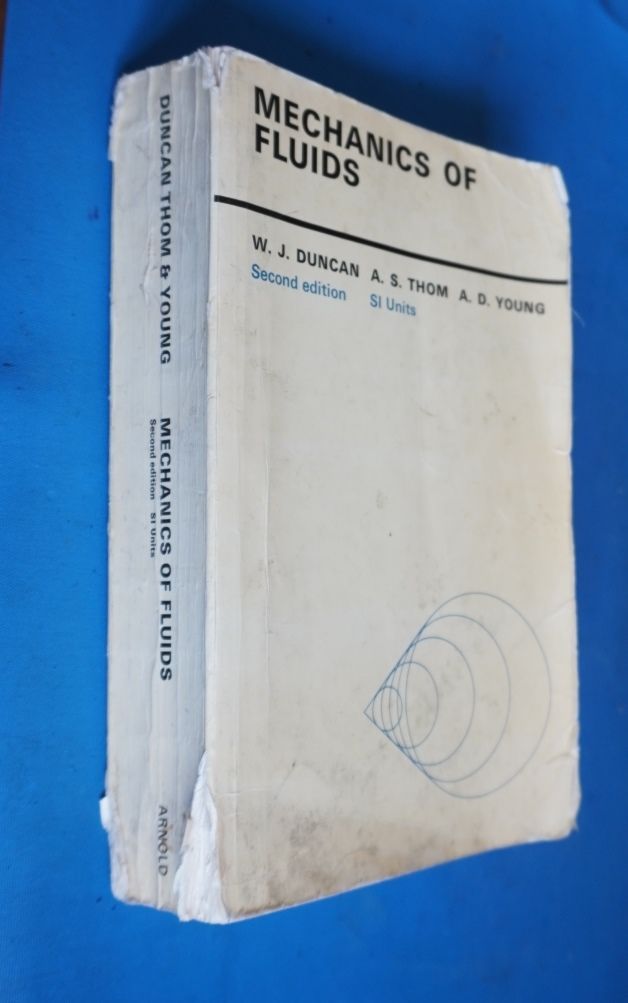 MECHANICS OF
FLUIDS
W. J. DUNCAN A. S. THOM A. D. YOUNG
Second edition SI Units
DUNCAN THOM & YOUNG
MECHANICS OF FLUIDS
Second edition SI Units
ARNOLD